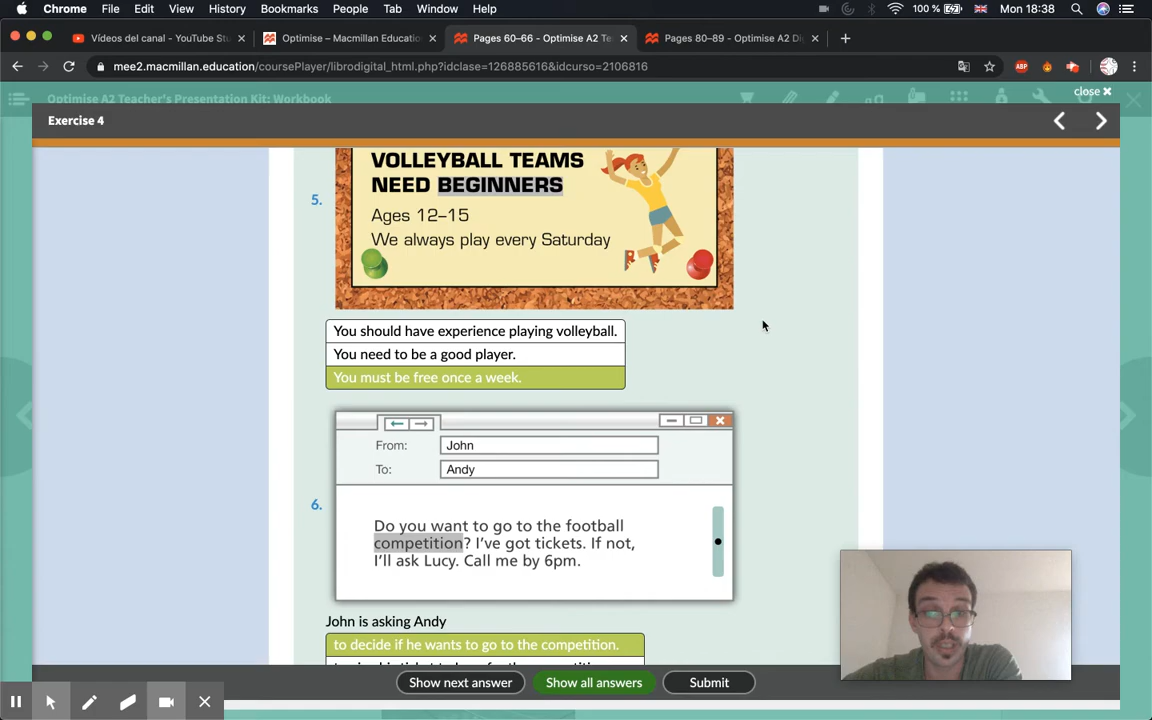 Chrome File Edit View History Bookmarks People Tab Window Help 100 % Mon 18:38
Vídeos del canal - YouTube Stu
Optimise – Macmillan Educatio
Pages 60–66 - Optimise A2 Te
Pages 80–89 - Optimise A2 Di
mee2.macmillan.education/coursePlayer/librodigital_html.php?idclase=126885616&idcurso=2106816
ABP
Optimise A2 Teacher's Presentation Kit: Workbook
close
Exercise 4
5.
VOLLEYBALL TEAMS
NEED BEGINNERS
Ages 12–15
We always play every Saturday
You should have experience playing volleyball.
You need to be a good player.
You must be free once a week.
6.
From: John
To: Andy
Do you want to go to the football
competition? I've got tickets. If not,
I'll ask Lucy. Call me by 6pm.
John is asking Andy
to decide if he wants to go to the competition.
Show next answer Show all answers Submit